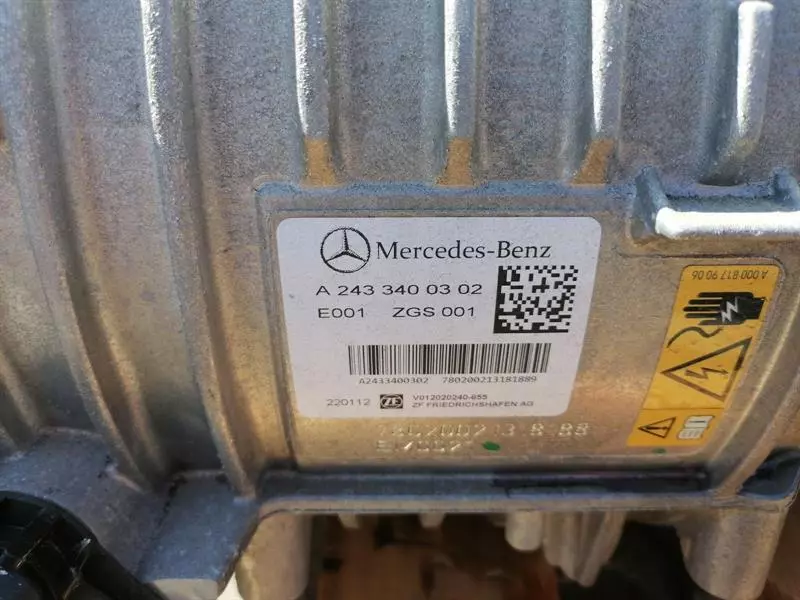 Mercedes-Benz
A 243 340 03 02
E001 ZGS 001
A2433400302 780200213181889
220112 ZF V012020240-655
ZF FRIEDRICHSHAFEN AG
A 000 817 90 06